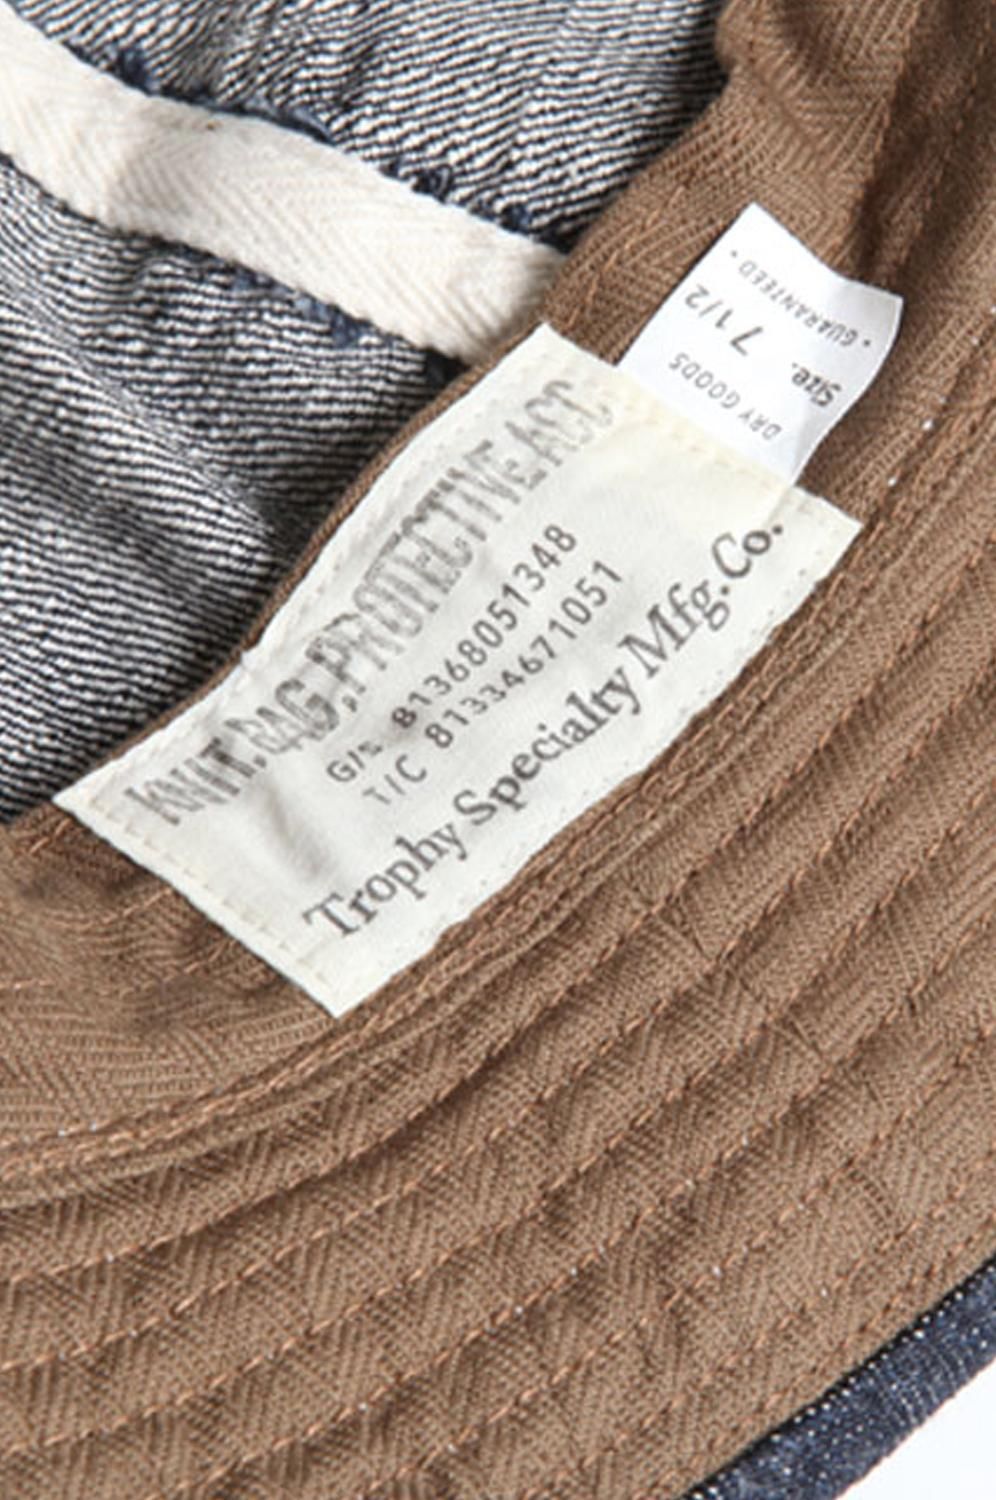 KNIT.BAG,PROTECTIVE.ACC
G/s 81368051348
T/C 81334671051
Trophy Specialty Mfg.Co.
DRY GOODS
Size. 7 1/2
• GUARANTEED •